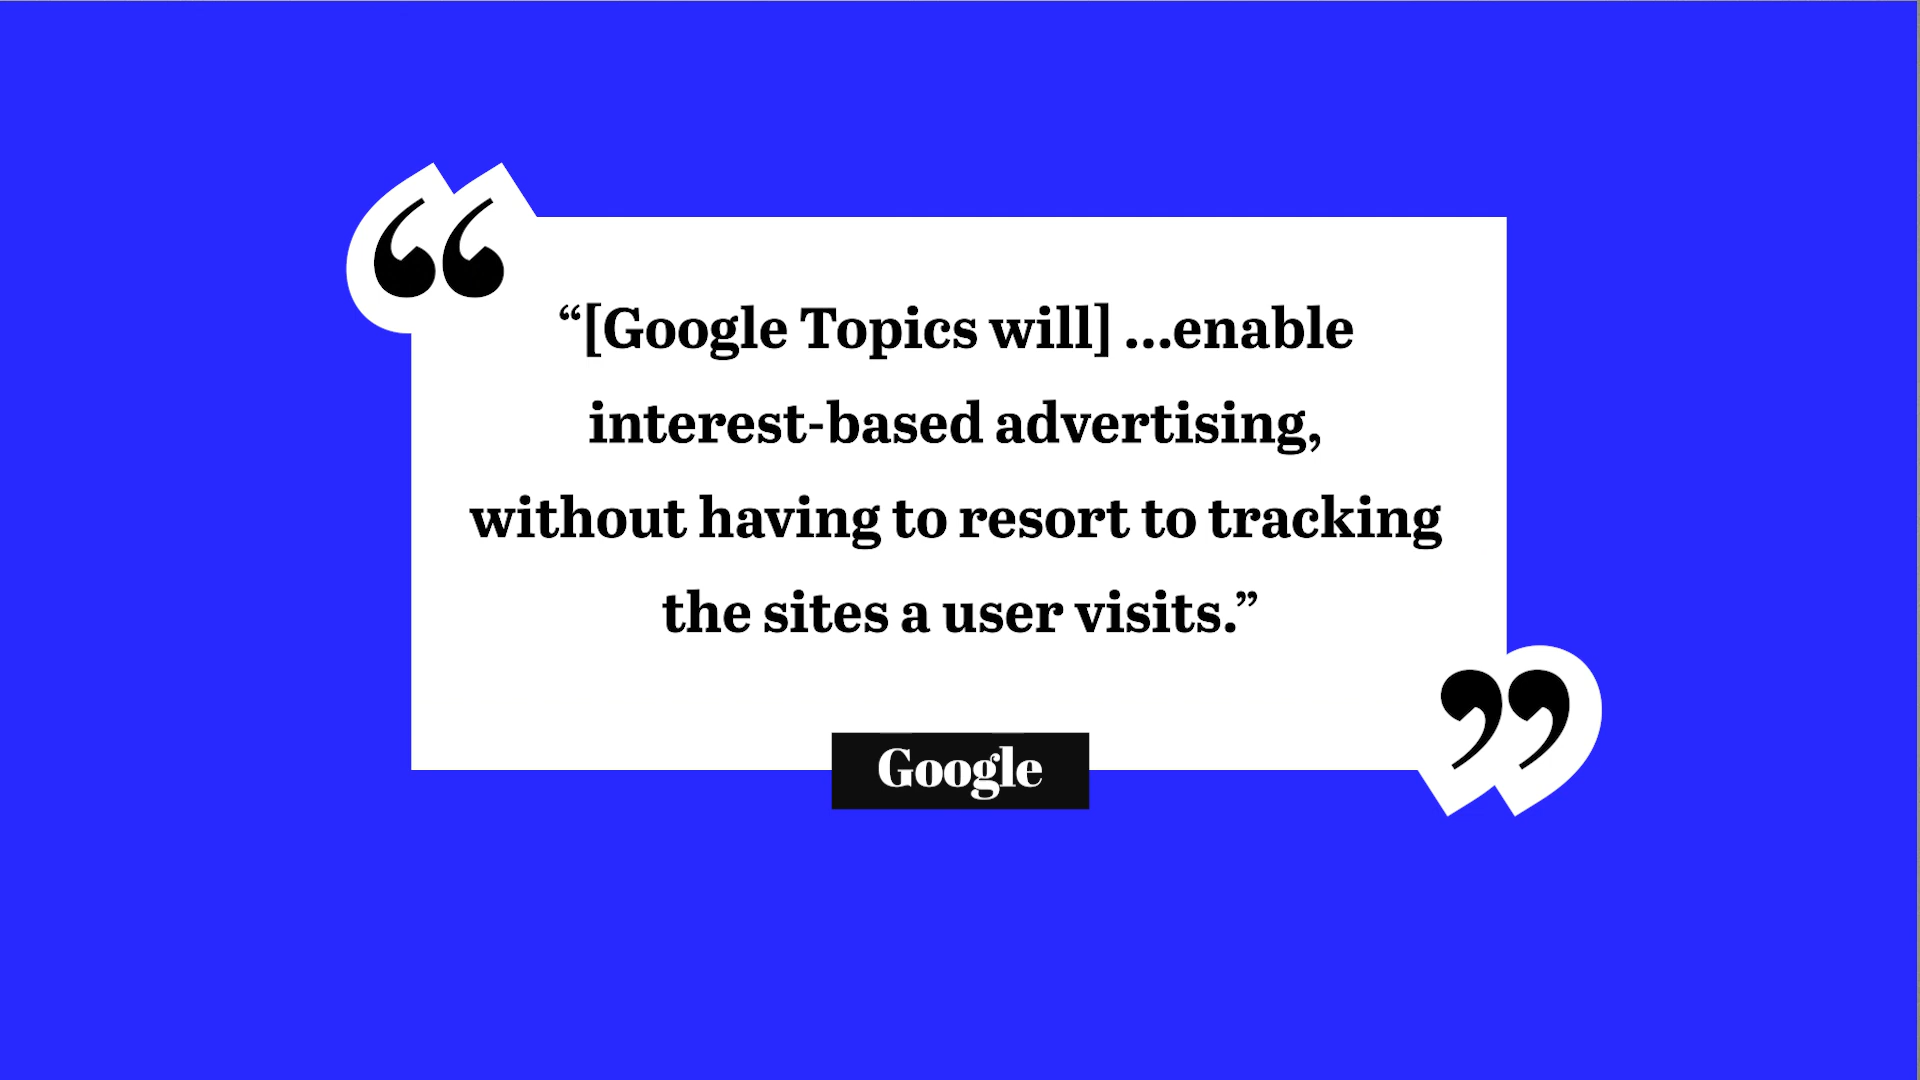 “[Google Topics will] ...enable
interest-based advertising,
without having to resort to tracking
the sites a user visits.”
Google